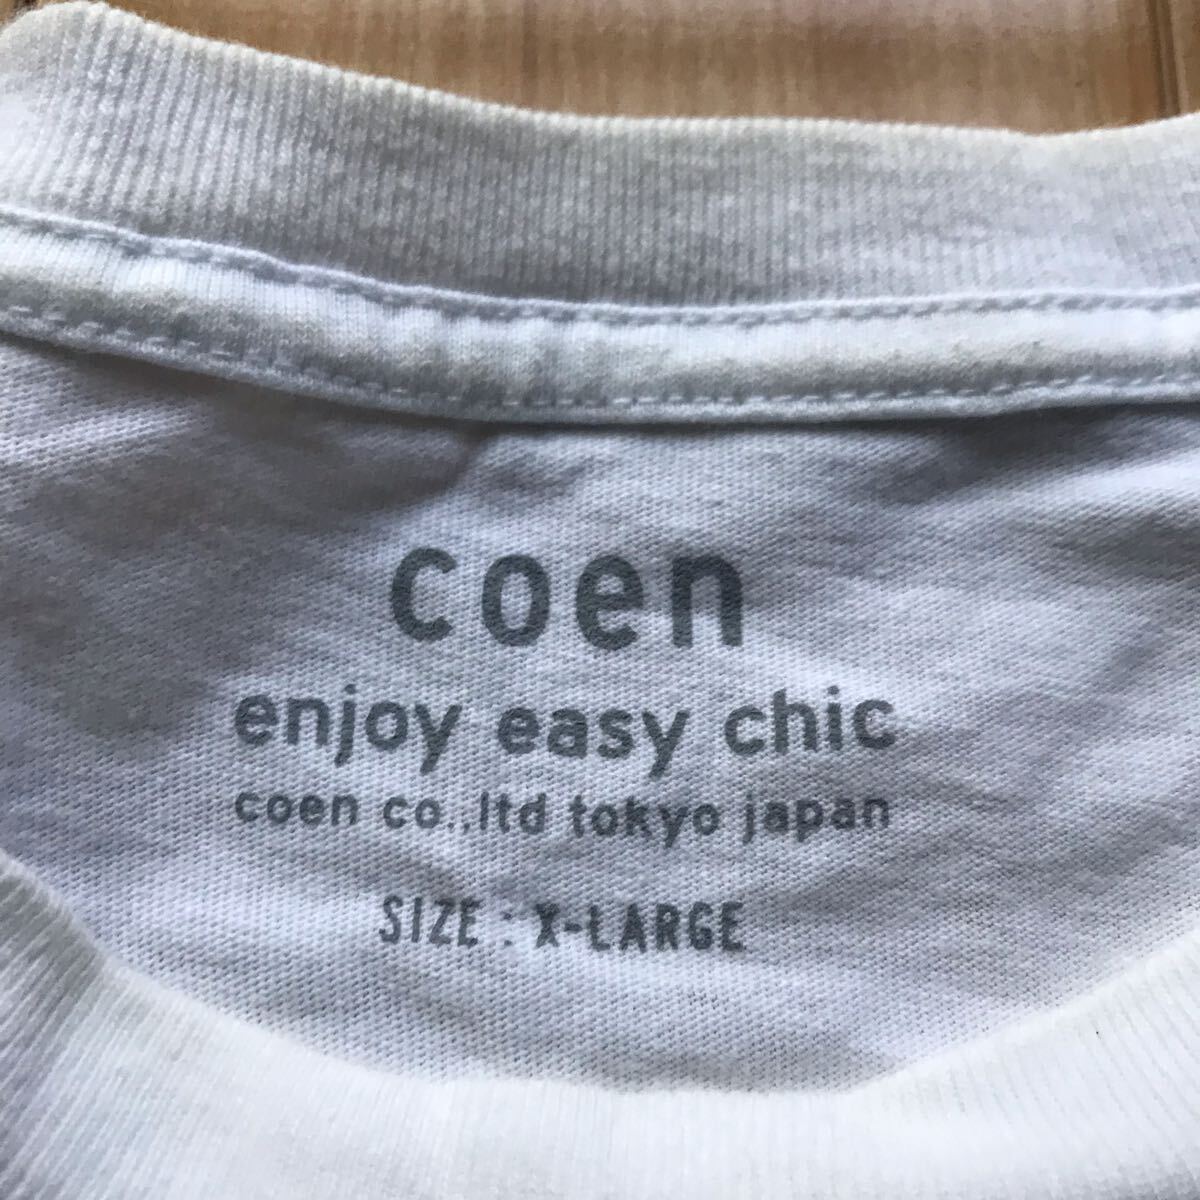 coen
enjoy easy chic
coen co.,ltd tokyo japan
SIZE : X-LARGE